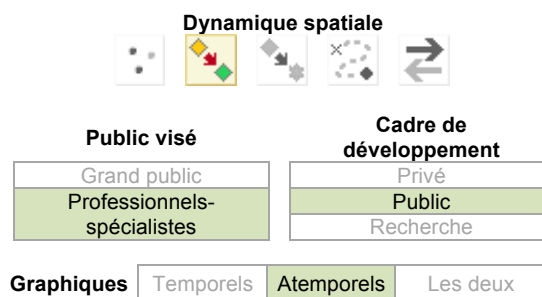 Dynamique spatiale
Public visé
Grand public
Professionnels-
spécialistes
Cadre de
développement
Privé
Public
Recherche
Graphiques Temporels Atemporels Les deux